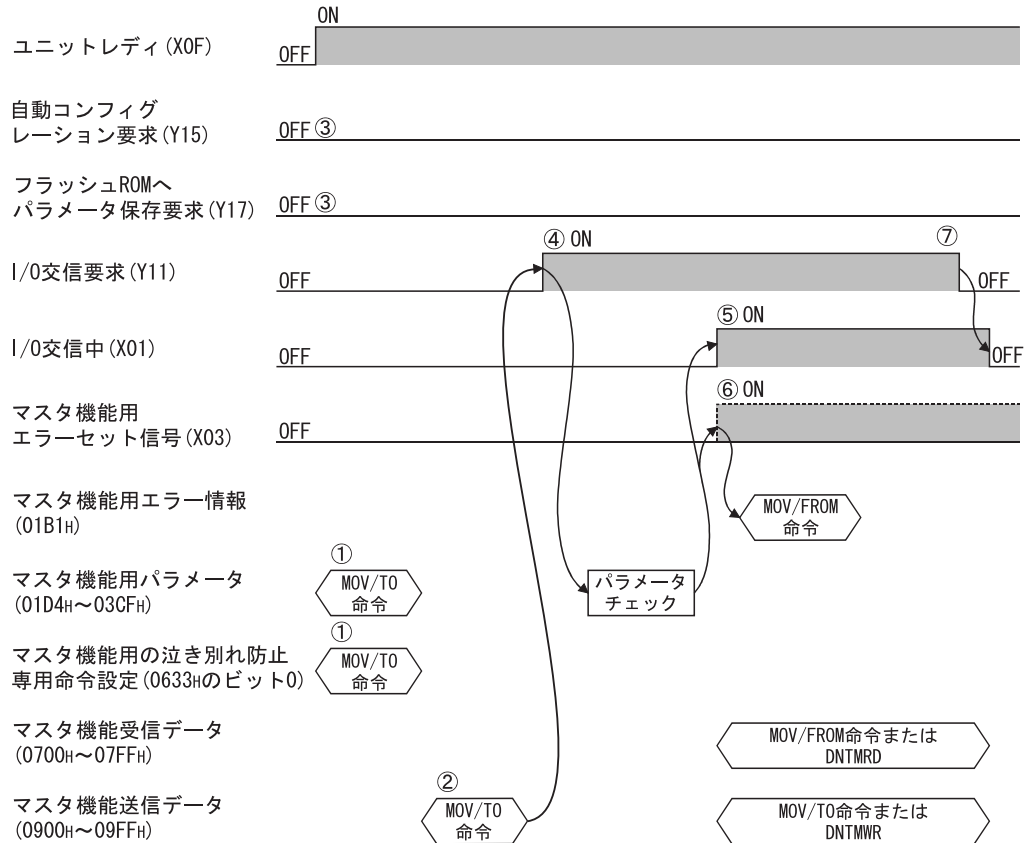 ON
ユニットレディ(X0F)
OFF
自動コンフィグ
レーション要求(Y15)
OFF ③
フラッシュROMへ
パラメータ保存要求(Y17)
OFF ③
④ ON
⑦
I/O交信要求(Y11)
OFF
OFF
⑤ ON
I/O交信中(X01)
OFF
OFF
⑥ ON
マスタ機能用
エラーセット信号(X03)
OFF
マスタ機能用エラー情報
(01B1H)
MOV/FROM
命令
①
マスタ機能用パラメータ
(01D4H～03CFH)
MOV/TO
命令
パラメータ
チェック
①
マスタ機能用の泣き別れ防止
専用命令設定(0633Hのビット0)
MOV/TO
命令
マスタ機能受信データ
(0700H～07FFH)
MOV/FROM命令または
DNTMRD
②
マスタ機能送信データ
(0900H～09FFH)
MOV/TO
命令
MOV/TO命令または
DNTMWR